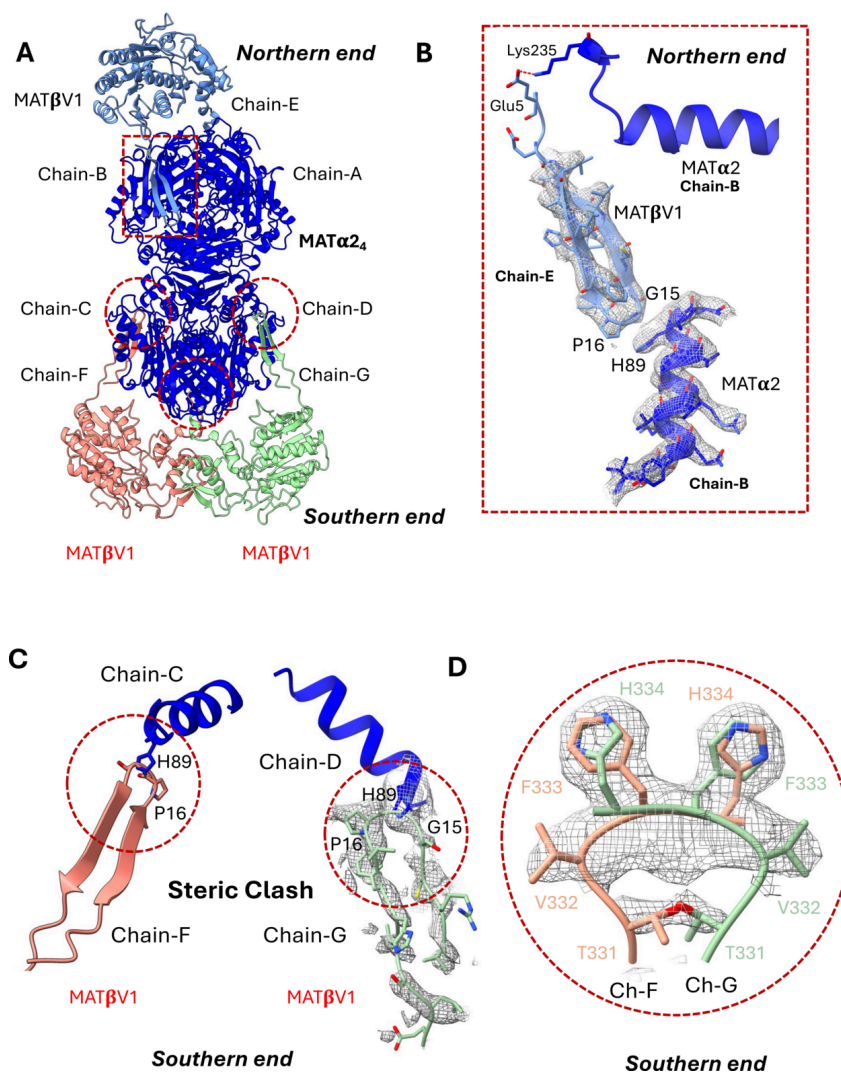 A
Northern end
MATβV1
Chain-E
Chain-B
Chain-A
MATα2₄
Chain-C
Chain-D
Chain-F
Chain-G
Southern end
MATβV1
MATβV1
B
Lys235
Northern end
Glu5
MATα2
Chain-B
MATβV1
Chain-E
G15
P16
H89
MATα2
Chain-B
C
Chain-C
H89
P16
Chain-D
H89
P16
G15
Steric Clash
Chain-F
Chain-G
MATβV1
MATβV1
Southern end
D
H334
H334
F333
F333
V332
V332
T331
T331
Ch-F
Ch-G
Southern end